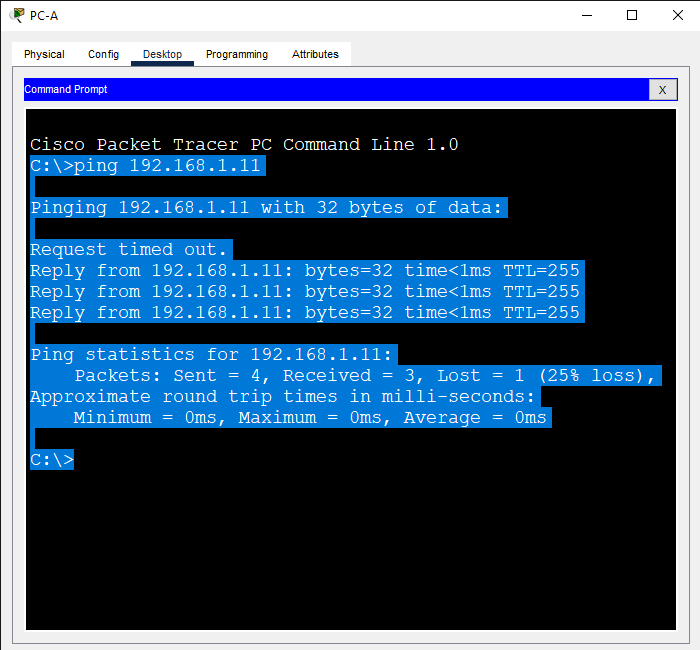 PC-A
Physical Config Desktop Programming Attributes
Command Prompt X
Cisco Packet Tracer PC Command Line 1.0
C:\>ping 192.168.1.11
Pinging 192.168.1.11 with 32 bytes of data:
Request timed out.
Reply from 192.168.1.11: bytes=32 time<1ms TTL=255
Reply from 192.168.1.11: bytes=32 time<1ms TTL=255
Reply from 192.168.1.11: bytes=32 time<1ms TTL=255
Ping statistics for 192.168.1.11:
    Packets: Sent = 4, Received = 3, Lost = 1 (25% loss),
Approximate round trip times in milli-seconds:
    Minimum = 0ms, Maximum = 0ms, Average = 0ms
C:\>